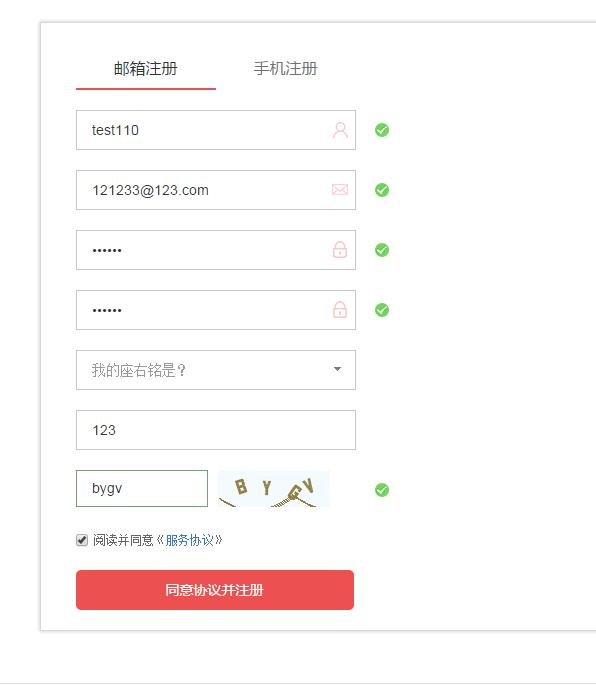 邮箱注册 手机注册
test110
121233@123.com
••••••
••••••
我的座右铭是？
123
bygv BYGV
阅读并同意《服务协议》
同意协议并注册